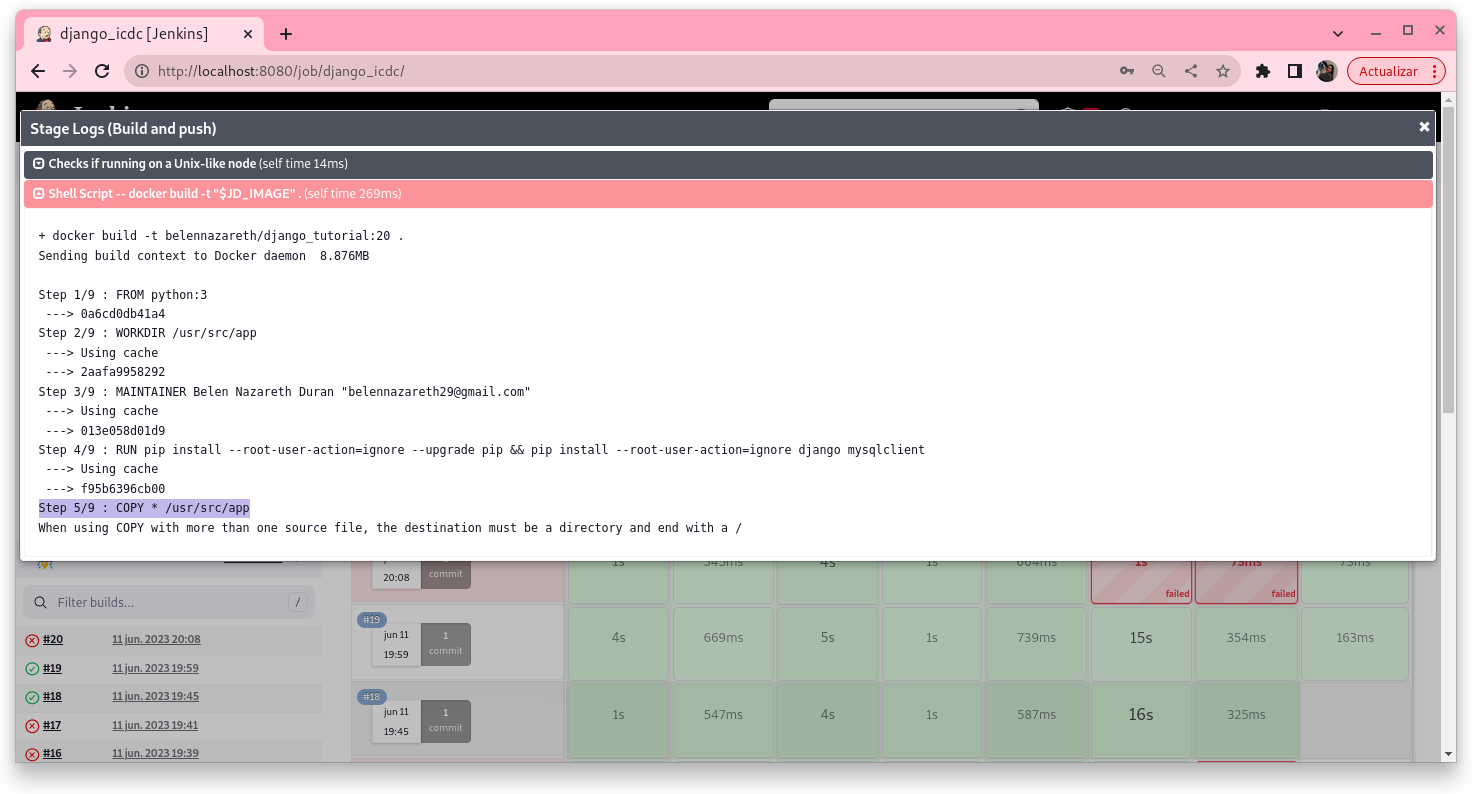 django_icdc [Jenkins]
http://localhost:8080/job/django_icdc/
Actualizar
Stage Logs (Build and push)
Checks if running on a Unix-like node (self time 14ms)
Shell Script -- docker build -t "$JD_IMAGE" . (self time 269ms)
+ docker build -t belennazareth/django_tutorial:20 .
Sending build context to Docker daemon  8.876MB
Step 1/9 : FROM python:3
---> 0a6cd0db41a4
Step 2/9 : WORKDIR /usr/src/app
---> Using cache
---> 2aafa9958292
Step 3/9 : MAINTAINER Belen Nazareth Duran "belennazareth29@gmail.com"
---> Using cache
---> 013e058d01d9
Step 4/9 : RUN pip install --root-user-action=ignore --upgrade pip && pip install --root-user-action=ignore django mysqlclient
---> Using cache
---> f95b6396cb00
Step 5/9 : COPY * /usr/src/app
When using COPY with more than one source file, the destination must be a directory and end with a /
20:08 commit 1s 545ms 4s 1s 664ms 1s 73ms 73ms
failed failed
Filter builds... /
#20 11 jun. 2023 20:08
#19 11 jun. 2023 19:59
#18 11 jun. 2023 19:45
#17 11 jun. 2023 19:41
#16 11 jun. 2023 19:39
#19
jun 11 1
19:59 commit
4s 669ms 5s 1s 739ms 15s 354ms 163ms
#18
jun 11 1
19:45 commit
1s 547ms 4s 1s 587ms 16s 325ms